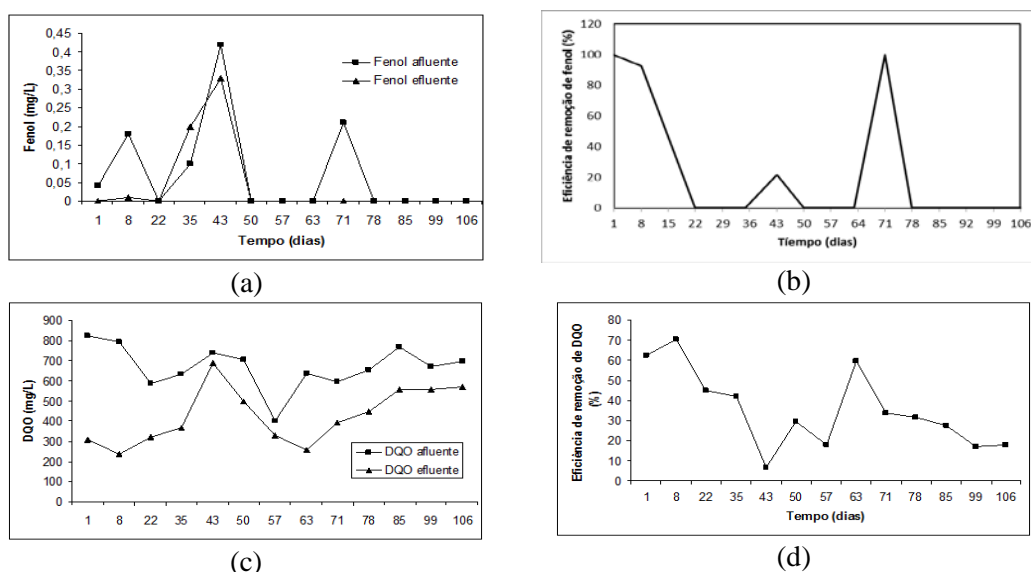 0,45
0,4
0,35
0,3
0,25
0,2
0,15
0,1
0,05
0
Fenol (mg/L)
Fenol afluente
Fenol efluente
1 8 22 35 43 50 57 63 71 78 85 99 106
Tempo (dias)
(a)
120
100
80
60
40
20
0
Eficiência de remoção de fenol (%)
1 8 15 22 29 36 43 50 57 64 71 78 85 92 99 106
Tíempo (dias)
(b)
900
800
700
600
500
400
300
200
100
0
DQO (mg/L)
DQO afluente
DQO efluente
1 8 22 35 43 50 57 63 71 78 85 99 106
(c)
80
70
60
50
40
30
20
10
0
Eficiência de remoção de DQO
(%)
1 8 22 35 43 50 57 63 71 78 85 99 106
Tempo (dias)
(d)